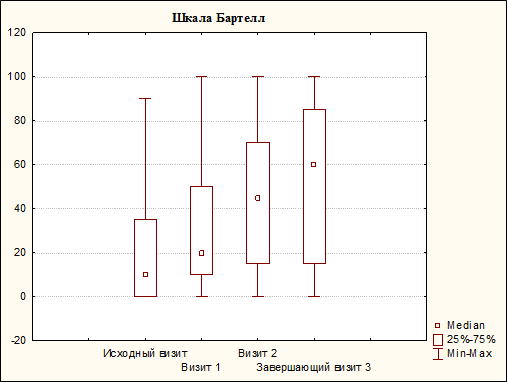 Шкала Бартелл
120
100
80
60
40
20
0
-20
Исходный визит
Визит 1
Визит 2
Завершающий визит 3
Median
25%-75%
Min-Max